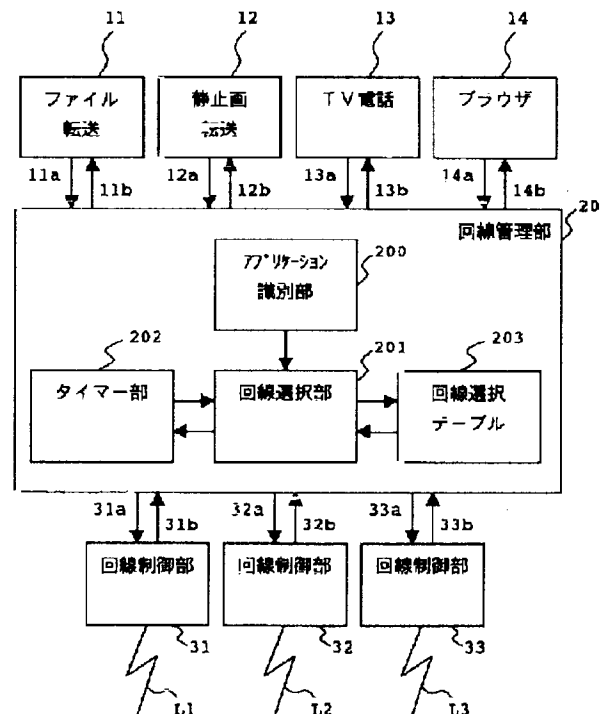 11
12
13
14
ファイル
転送
静止画
転送
TV電話
ブラウザ
11a
11b
12a
12b
13a
13b
14a
14b
20
回線管理部
アプリケーション
識別部
200
202
201
203
タイマー部
回線選択部
回線選択
テーブル
31a
31b
32a
32b
33a
33b
回線制御部
回線制御部
回線制御部
31
32
33
L1
L2
L3